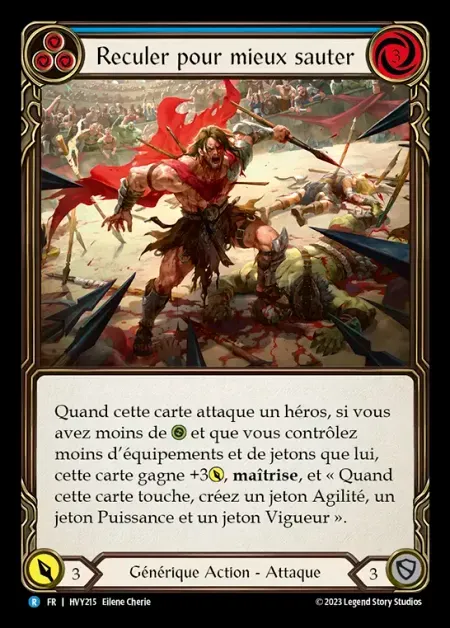 Reculer pour mieux sauter
3
Quand cette carte attaque un héros, si vous
avez moins de et que vous contrôlez
moins d'équipements et de jetons que lui,
cette carte gagne +3, maîtrise, et « Quand
cette carte touche, créez un jeton Agilité, un
jeton Puissance et un jeton Vigueur ».
3
Générique Action - Attaque
3
R FR | HVY215 Eilene Cherie
© 2023 Legend Story Studios